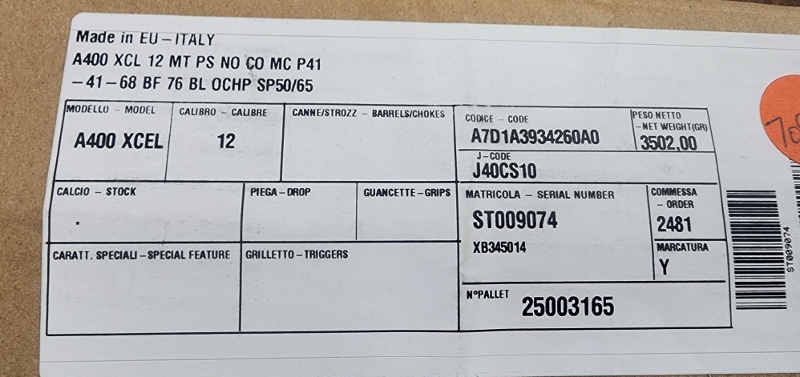 Made in EU – ITALY
A400 XCL 12 MT PS NO CO MC P41
– 41 – 68 BF 76 BL OCHP SP50/65
MODELLO – MODEL
A400 XCEL
CALIBRO – CALIBRE
12
CANNE/STROZZ – BARRELS/CHOKES
CODICE – CODE
A7D1A3934260A0
PESO NETTO
– NET WEIGHT(GR)
3502,00
J–CODE
J40CS10
CALCIO – STOCK
PIEGA – DROP
GUANCETTE – GRIPS
MATRICOLA – SERIAL NUMBER
ST009074
XB345014
COMMESSA
– ORDER
2481
MARCATURA
Y
CARATT. SPECIALI – SPECIAL FEATURE
GRILLETTO – TRIGGERS
N°PALLET
25003165
ST009074